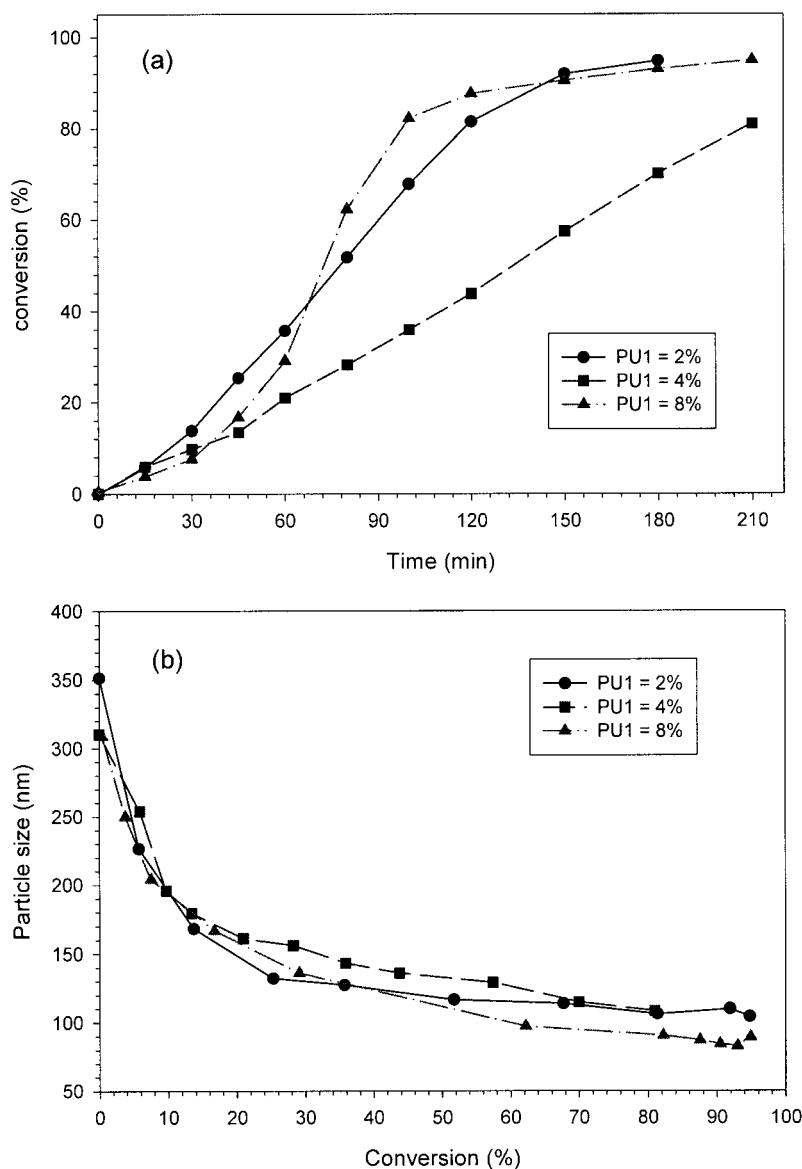 (a)
100
80
60
40
20
0
conversion (%)
PU1 = 2%
PU1 = 4%
PU1 = 8%
0 30 60 90 120 150 180 210
Time (min)
(b)
400
350
300
250
200
150
100
50
Particle size (nm)
PU1 = 2%
PU1 = 4%
PU1 = 8%
0 10 20 30 40 50 60 70 80 90 100
Conversion (%)